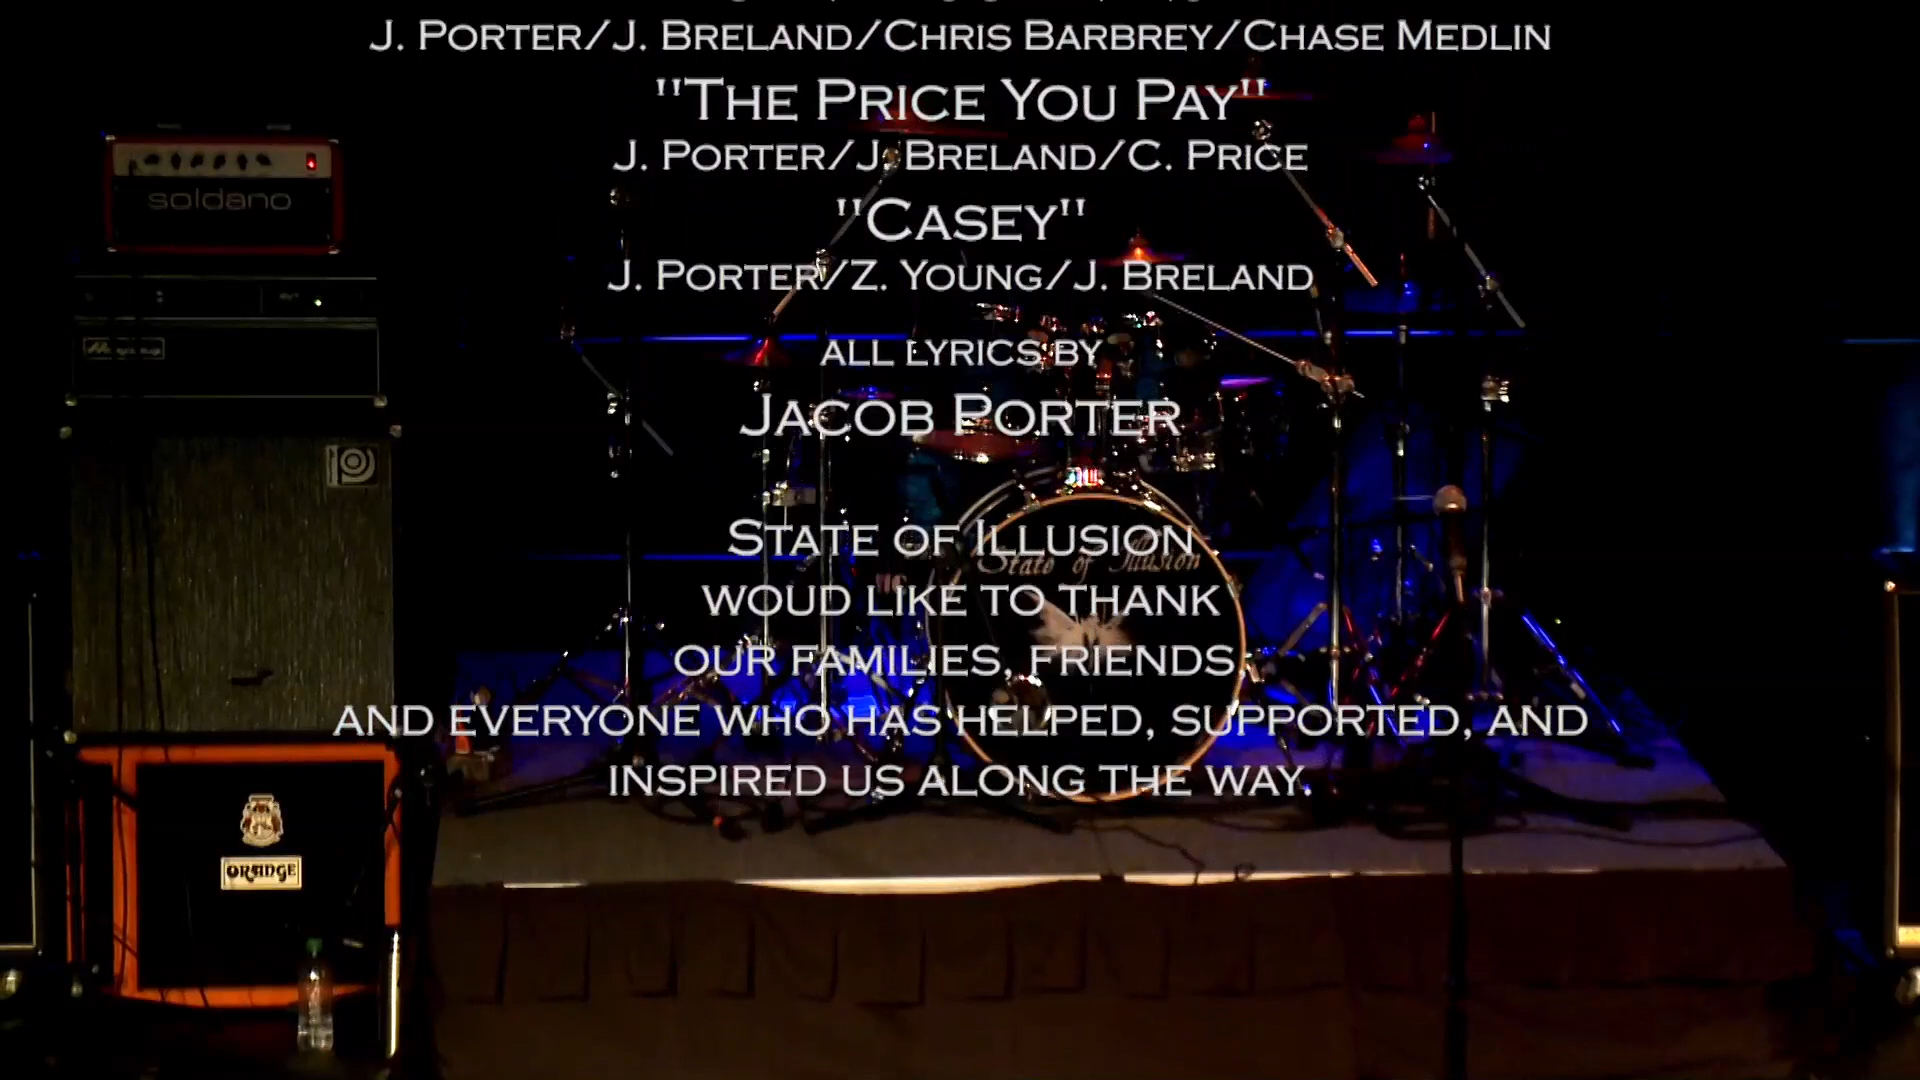 J. Porter/J. Breland/Chris Barbrey/Chase Medlin
"The Price You Pay"
J. Porter/J. Breland/C. Price
"Casey"
J. Porter/Z. Young/J. Breland
all lyrics by
Jacob Porter
State of Illusion
woud like to thank
our families, friends
and everyone who has helped, supported, and
inspired us along the way.
soldano
State of Illusion
ORANGE